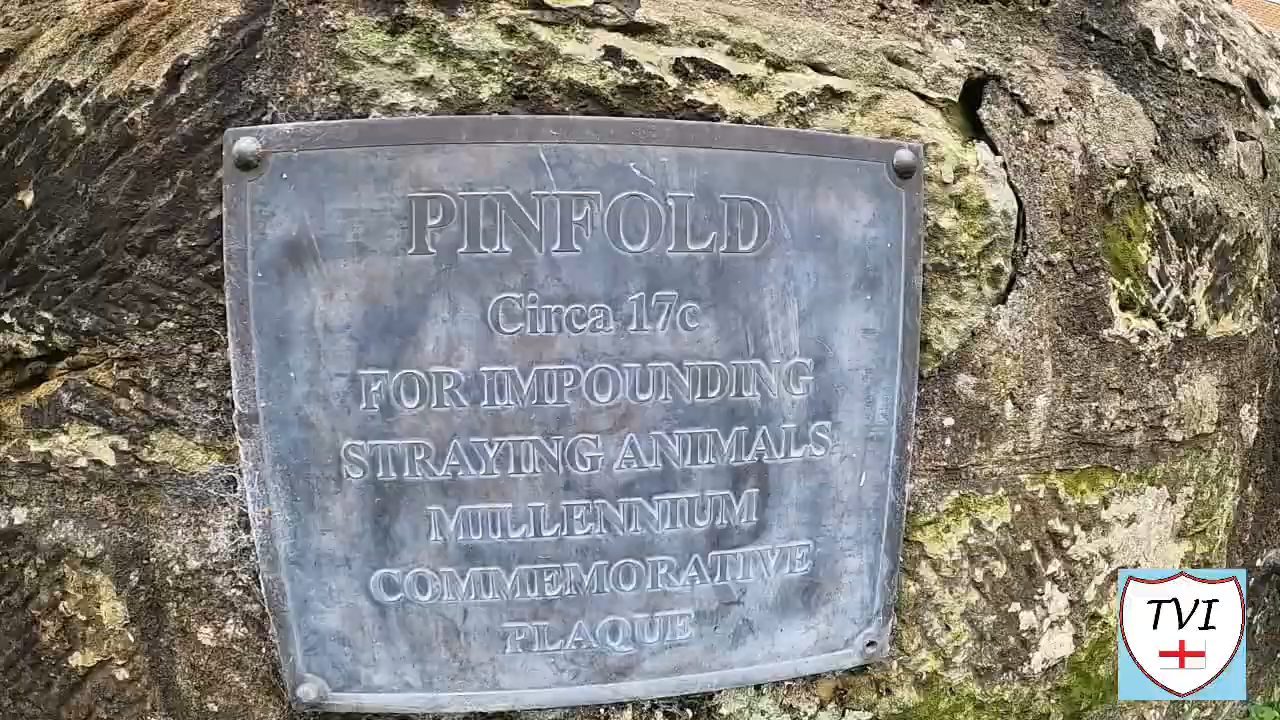 PINFOLD
Circa 17c
FOR IMPOUNDING
STRAYING ANIMALS
MILLENNIUM
COMMEMORATIVE
PLAQUE
TVI